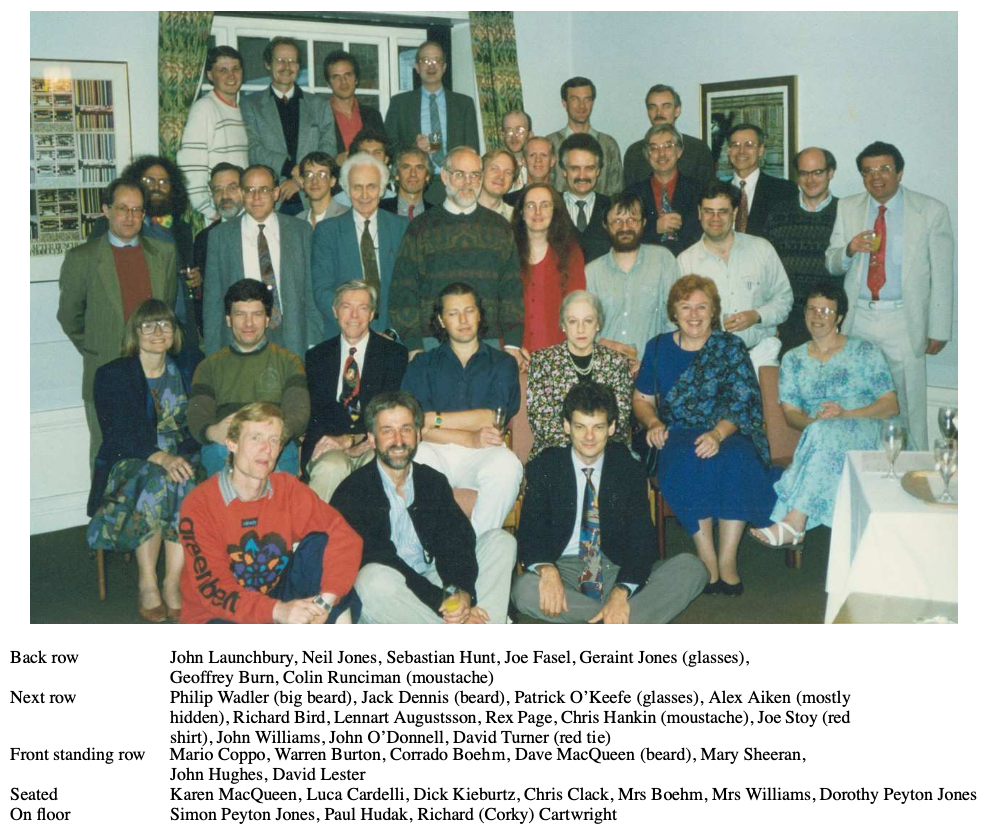 greenbelt
Back row John Launchbury, Neil Jones, Sebastian Hunt, Joe Fasel, Geraint Jones (glasses),
Geoffrey Burn, Colin Runciman (moustache)
Next row Philip Wadler (big beard), Jack Dennis (beard), Patrick O'Keefe (glasses), Alex Aiken (mostly
hidden), Richard Bird, Lennart Augustsson, Rex Page, Chris Hankin (moustache), Joe Stoy (red
shirt), John Williams, John O'Donnell, David Turner (red tie)
Front standing row Mario Coppo, Warren Burton, Corrado Boehm, Dave MacQueen (beard), Mary Sheeran,
John Hughes, David Lester
Seated Karen MacQueen, Luca Cardelli, Dick Kieburtz, Chris Clack, Mrs Boehm, Mrs Williams, Dorothy Peyton Jones
On floor Simon Peyton Jones, Paul Hudak, Richard (Corky) Cartwright